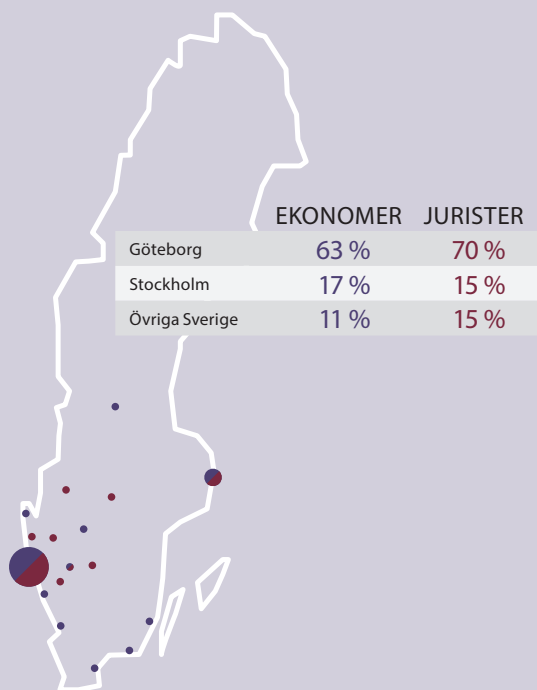 EKONOMER JURISTER
Göteborg 63 % 70 %
Stockholm 17 % 15 %
Övriga Sverige 11 % 15 %